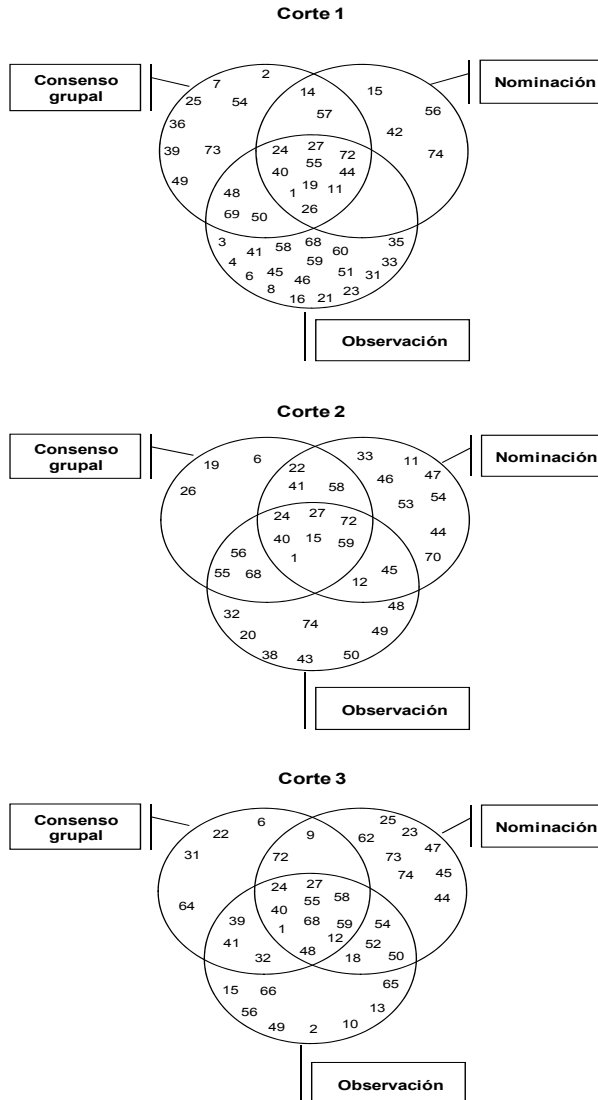 Corte 1
Consenso
grupal
Nominación
7 2
25 54
14
15
56
57
42
36
39 73
49
74
24 27 72
55
40 44
1 19 11
26
48
69 50
3 41 58 68 60 35
4 59 33
6 45 46 51 31
8 16 21 23
Observación
Corte 2
Consenso
grupal
Nominación
19 6
26
22
41 58
33 11 47
46 54
53
44
70
24 27 72
40 15 59
1
56
55 68
45
12
48
32 74
20 49
38 43 50
Observación
Corte 3
Consenso
grupal
Nominación
6
22
31
64
9
72
25
62 23 47
73
74 45
44
24 27
55 58
40
68 59
1 12
48
39
41
32
54
52
18 50
15 66 65
56 13
49 2 10
Observación